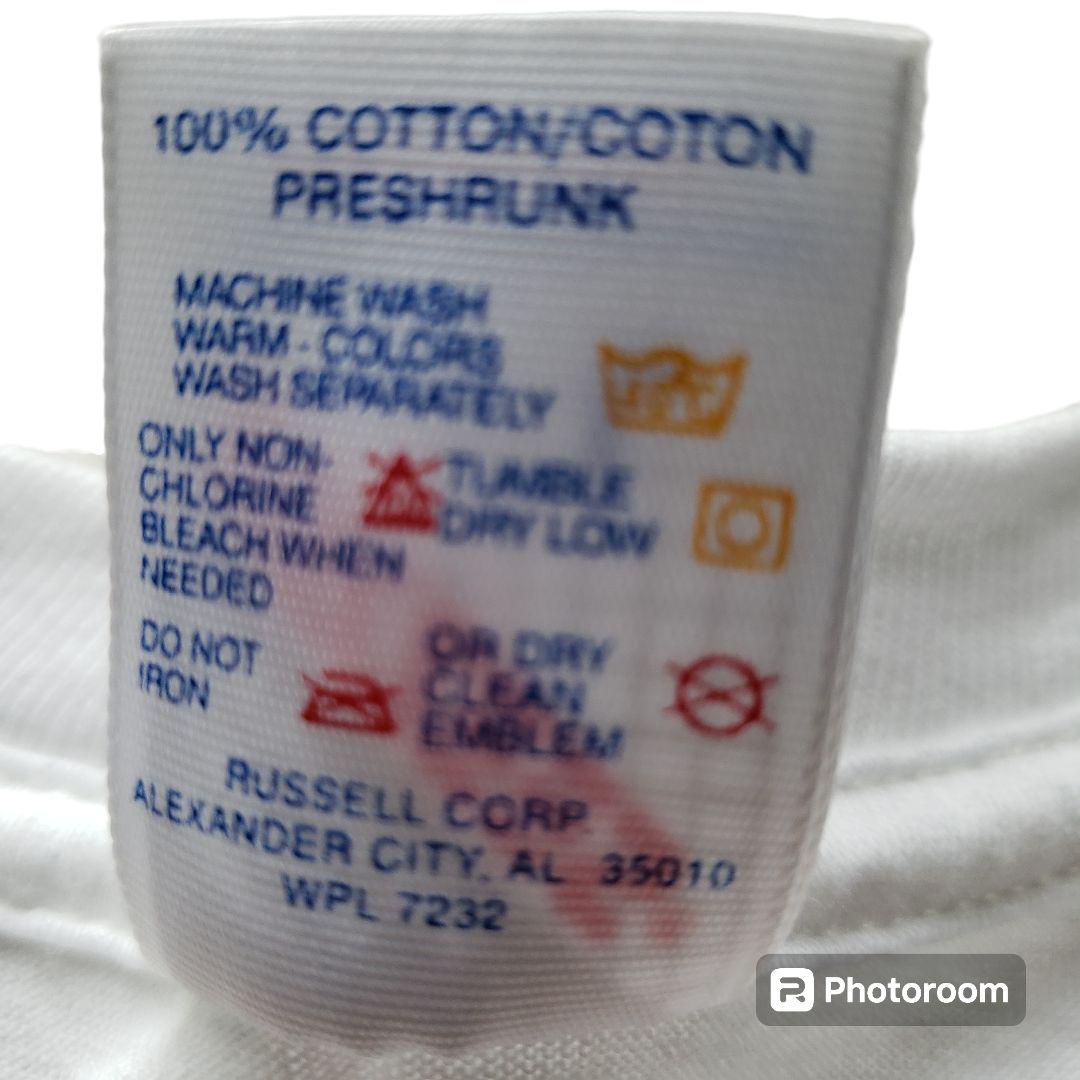 100% COTTON/COTON
PRESHRUNK
MACHINE WASH
WARM - COLORS
WASH SEPARATELY
ONLY NON-
CHLORINE
BLEACH WHEN
NEEDED
TUMBLE
DRY LOW
DO NOT
IRON
OR DRY
CLEAN
EMBLEM
RUSSELL CORP.
ALEXANDER CITY, AL 35010
WPL 7232
Photoroom